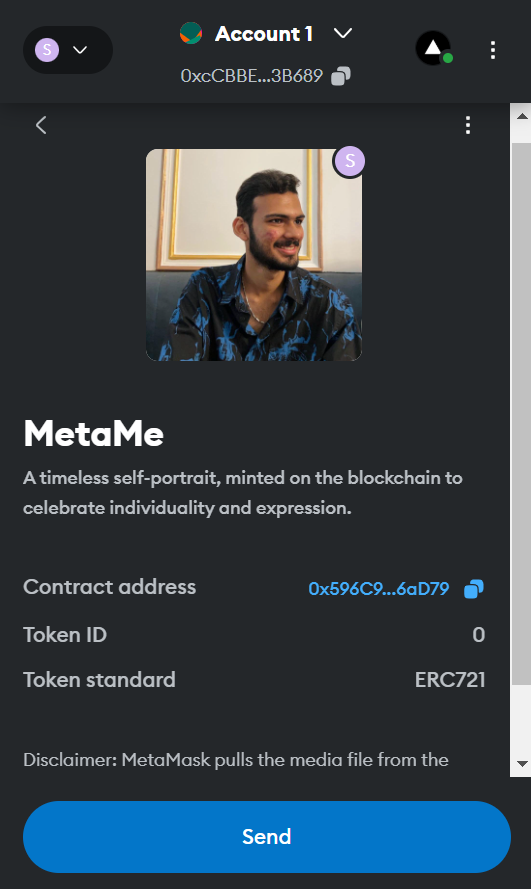 S
Account 1
0xcCBBE...3B689
S
MetaMe
A timeless self-portrait, minted on the blockchain to
celebrate individuality and expression.
Contract address 0x596C9...6aD79
Token ID 0
Token standard ERC721
Disclaimer: MetaMask pulls the media file from the
Send